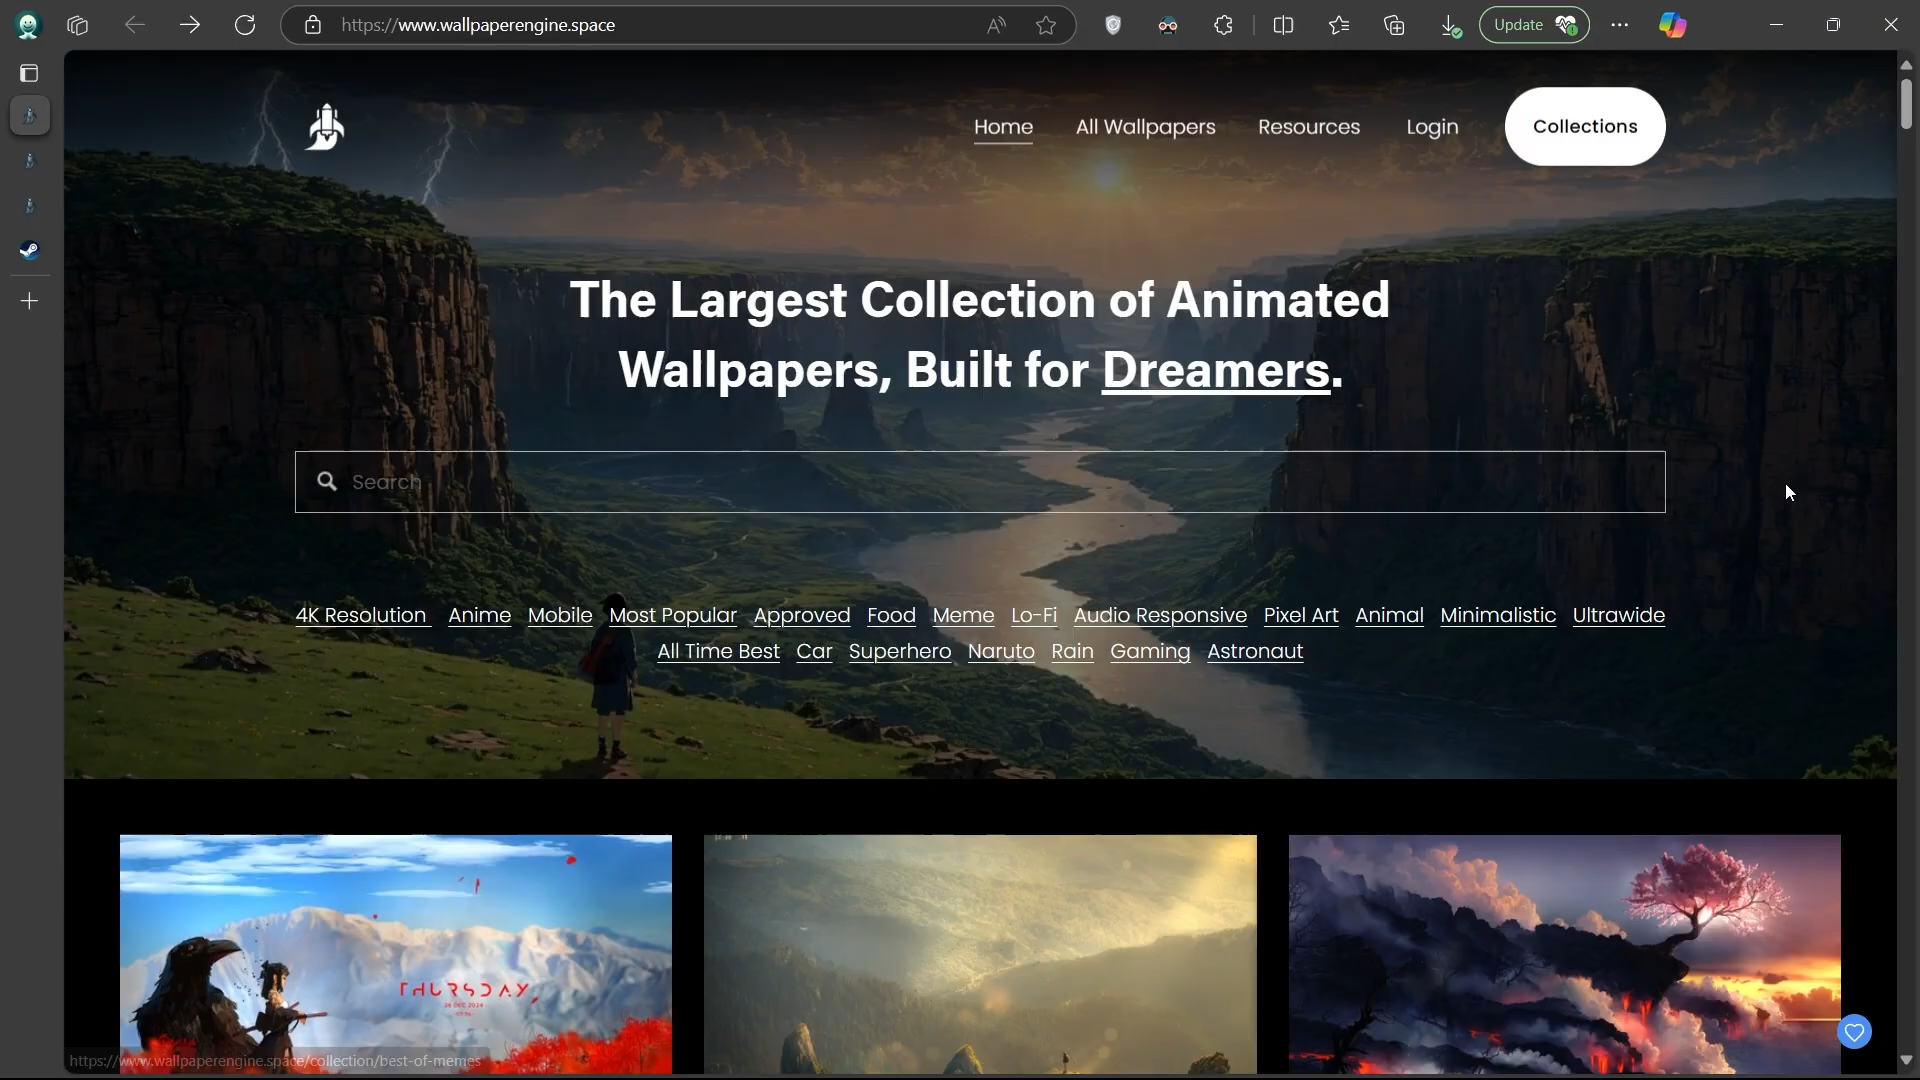 https://www.wallpaperengine.space
Update
Home All Wallpapers Resources Login Collections
The Largest Collection of Animated
Wallpapers, Built for Dreamers.
Search
4K Resolution Anime Mobile Most Popular Approved Food Meme Lo-Fi Audio Responsive Pixel Art Animal Minimalistic Ultrawide
All Time Best Car Superhero Naruto Rain Gaming Astronaut
THURSDAY
26 DEC 2024
https://www.wallpaperengine.space/collection/best-of-memes